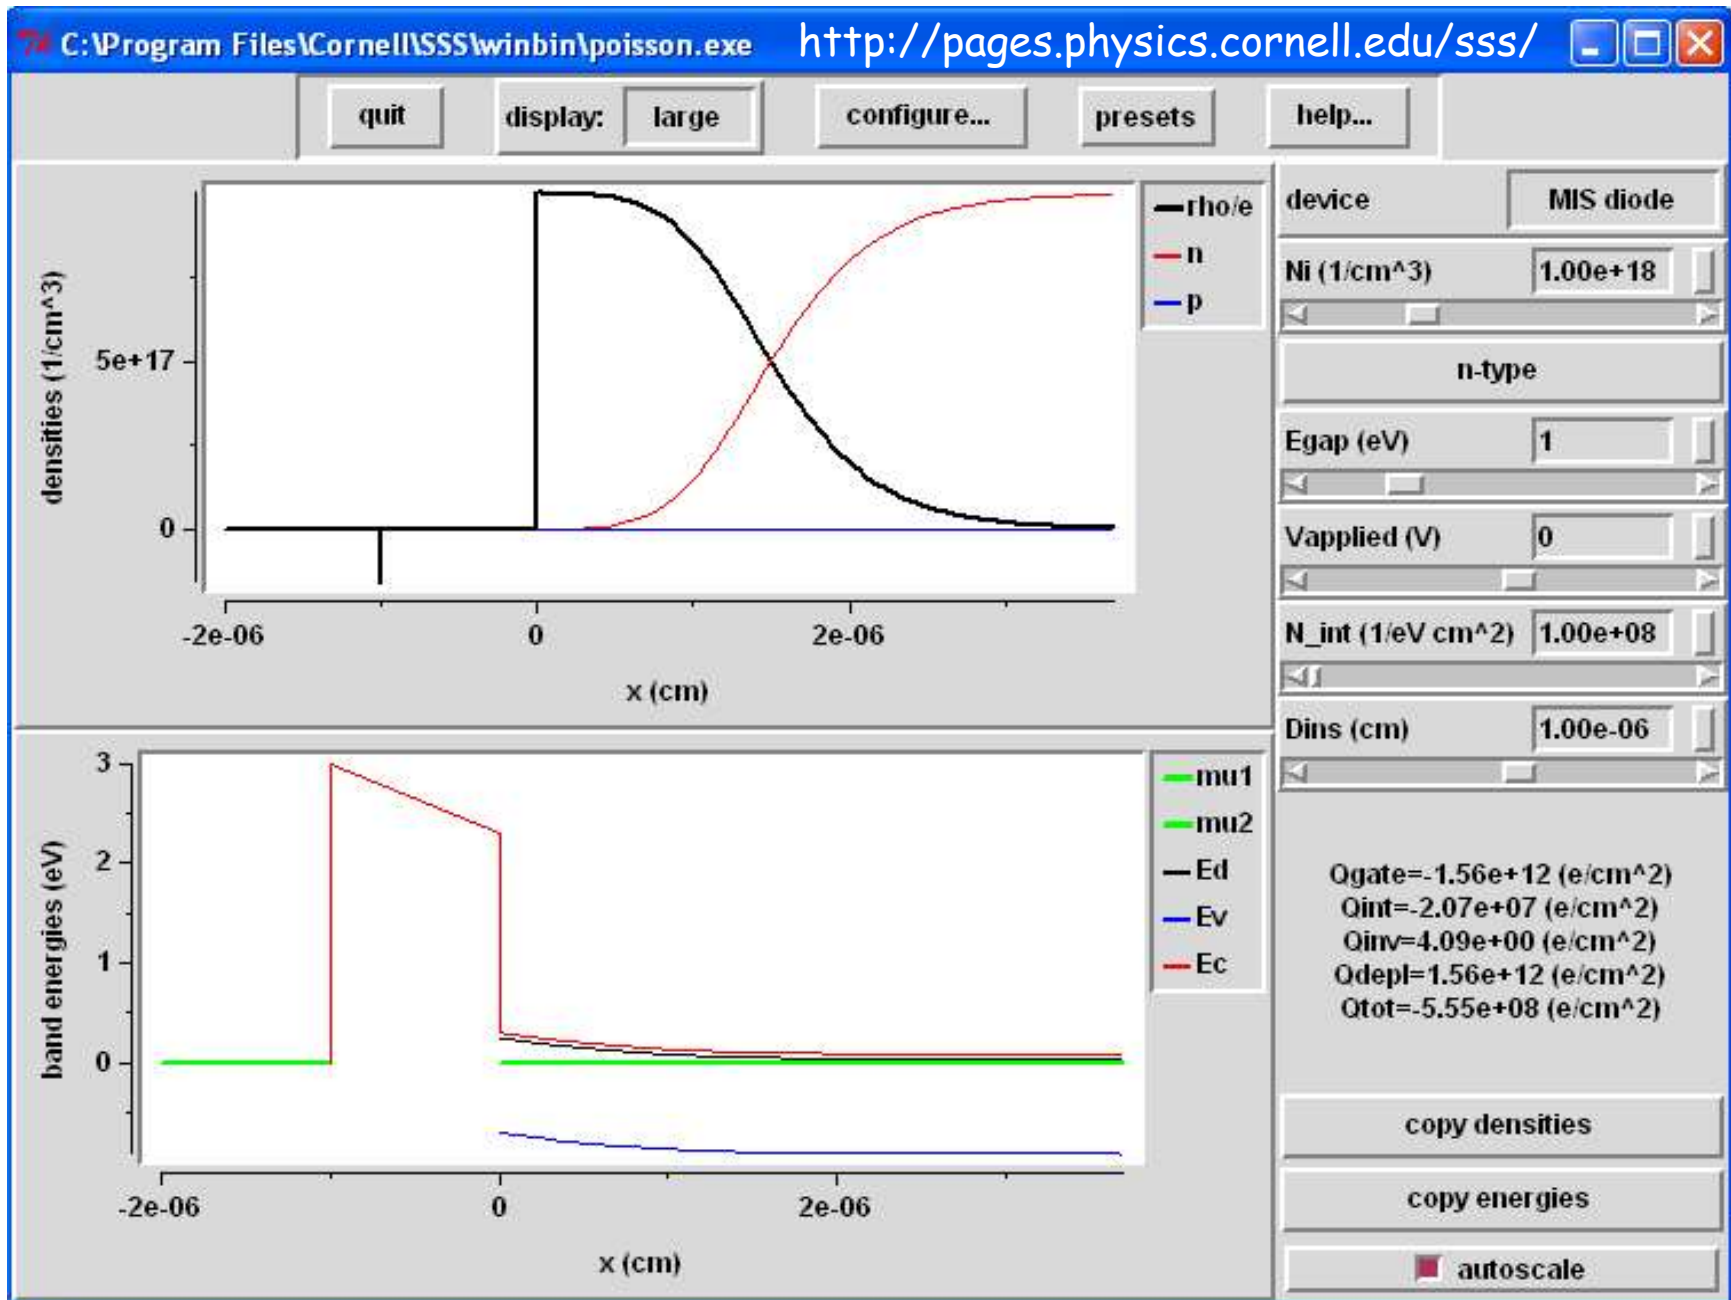 C:\Program Files\Cornell\SSS\winbin\poisson.exe http://pages.physics.cornell.edu/sss/
quit display: large configure... presets help...
densities (1/cm^3)
5e+17
0
-2e-06 0 2e-06
x (cm)
rho/e
n
p
band energies (eV)
3
2
1
0
-2e-06 0 2e-06
x (cm)
mu1
mu2
Ed
Ev
Ec
device MIS diode
Ni (1/cm^3) 1.00e+18
n-type
Egap (eV) 1
Vapplied (V) 0
N_int (1/eV cm^2) 1.00e+08
Dins (cm) 1.00e-06
Qgate=-1.56e+12 (e/cm^2)
Qint=-2.07e+07 (e/cm^2)
Qinv=4.09e+00 (e/cm^2)
Qdepl=1.56e+12 (e/cm^2)
Qtot=-5.55e+08 (e/cm^2)
copy densities
copy energies
autoscale